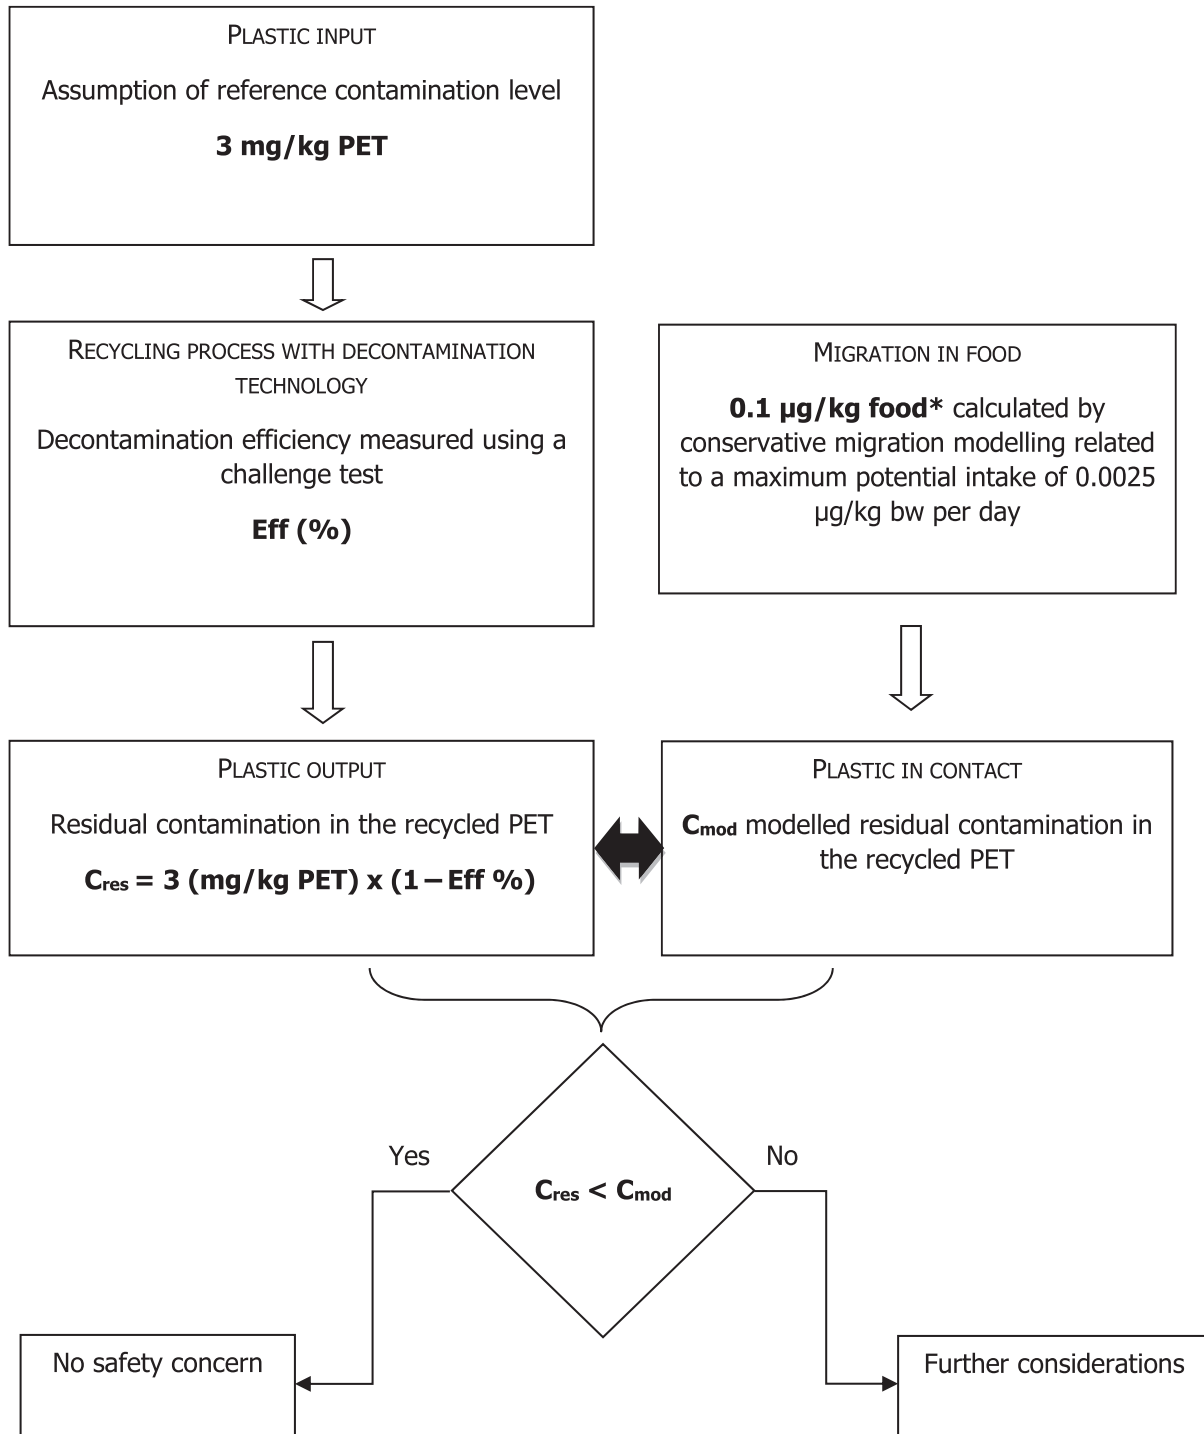 PLASTIC INPUT
Assumption of reference contamination level
3 mg/kg PET
RECYCLING PROCESS WITH DECONTAMINATION
TECHNOLOGY
Decontamination efficiency measured using a
challenge test
Eff (%)
MIGRATION IN FOOD
0.1 µg/kg food* calculated by
conservative migration modelling related
to a maximum potential intake of 0.0025
µg/kg bw per day
PLASTIC OUTPUT
Residual contamination in the recycled PET
Cres = 3 (mg/kg PET) x (1 – Eff %)
PLASTIC IN CONTACT
Cmod modelled residual contamination in
the recycled PET
Yes
No
Cres < Cmod
No safety concern
Further considerations